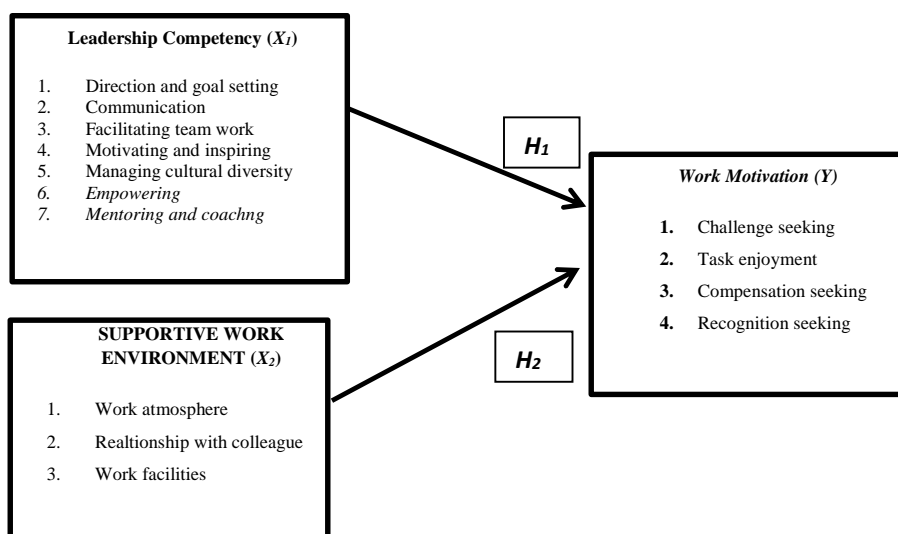 Leadership Competency (X1)
1. Direction and goal setting
2. Communication
3. Facilitating team work
4. Motivating and inspiring
5. Managing cultural diversity
6. Empowering
7. Mentoring and coachng
H1
Work Motivation (Y)
1. Challenge seeking
2. Task enjoyment
3. Compensation seeking
4. Recognition seeking
SUPPORTIVE WORK
ENVIRONMENT (X2)
1. Work atmosphere
2. Realtionship with colleague
3. Work facilities
H2